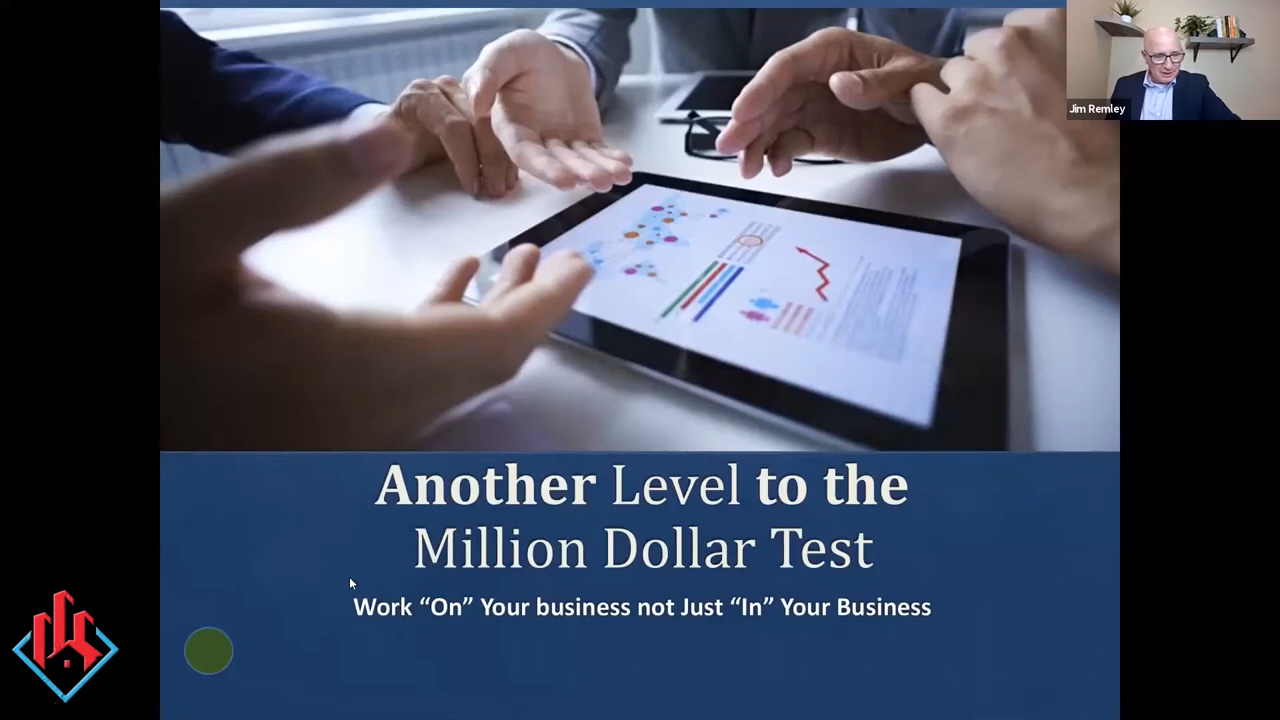 Jim Remley
Another Level to the
Million Dollar Test
Work “On” Your business not Just “In” Your Business